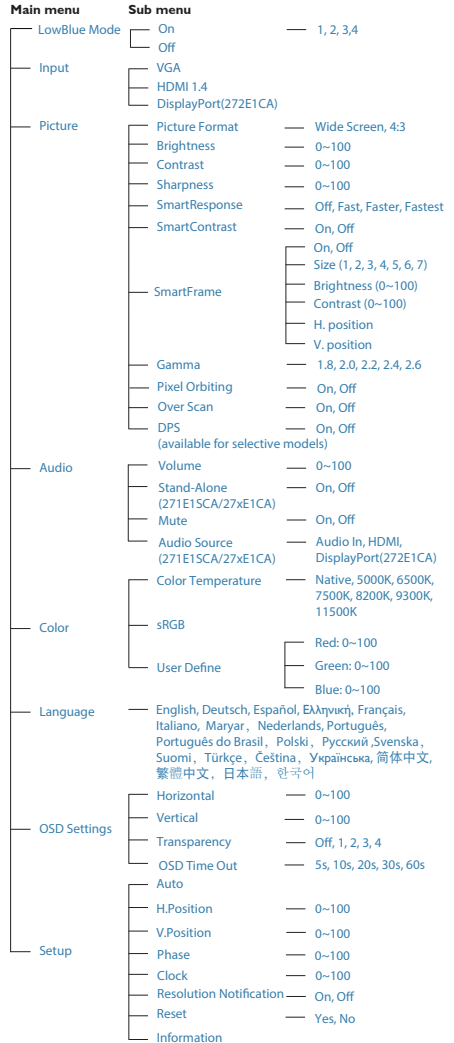 Main menu Sub menu
LowBlue Mode On 1, 2, 3,4
Off
Input VGA
HDMI 1.4
DisplayPort(272E1CA)
Picture Picture Format Wide Screen, 4:3
Brightness 0~100
Contrast 0~100
Sharpness 0~100
SmartResponse Off, Fast, Faster, Fastest
SmartContrast On, Off
On, Off
Size (1, 2, 3, 4, 5, 6, 7)
SmartFrame Brightness (0~100)
Contrast (0~100)
H. position
V. position
Gamma 1.8, 2.0, 2.2, 2.4, 2.6
Pixel Orbiting On, Off
Over Scan On, Off
DPS On, Off
(available for selective models)
Audio Volume 0~100
Stand-Alone On, Off
(271E1SCA/27xE1CA)
Mute On, Off
Audio Source Audio In, HDMI,
(271E1SCA/27xE1CA) DisplayPort(272E1CA)
Color Temperature Native, 5000K, 6500K,
7500K, 8200K, 9300K,
11500K
Color sRGB
Red: 0~100
User Define Green: 0~100
Blue: 0~100
Language English, Deutsch, Español, Ελληνική, Français,
Italiano, Maryar, Nederlands, Português,
Português do Brasil, Polski, Русский ,Svenska,
Suomi, Türkçe, Čeština, Українська, 简体中文,
繁體中文, 日本語, 한국어
Horizontal 0~100
OSD Settings Vertical 0~100
Transparency Off, 1, 2, 3, 4
OSD Time Out 5s, 10s, 20s, 30s, 60s
Auto
H.Position 0~100
V.Position 0~100
Setup Phase 0~100
Clock 0~100
Resolution Notification On, Off
Reset Yes, No
Information